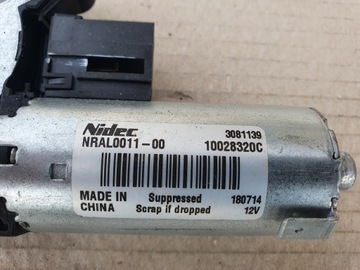 Nidec 3081139
NRAL0011-00 10028320C
MADE IN Suppressed 180714
CHINA Scrap if dropped 12V